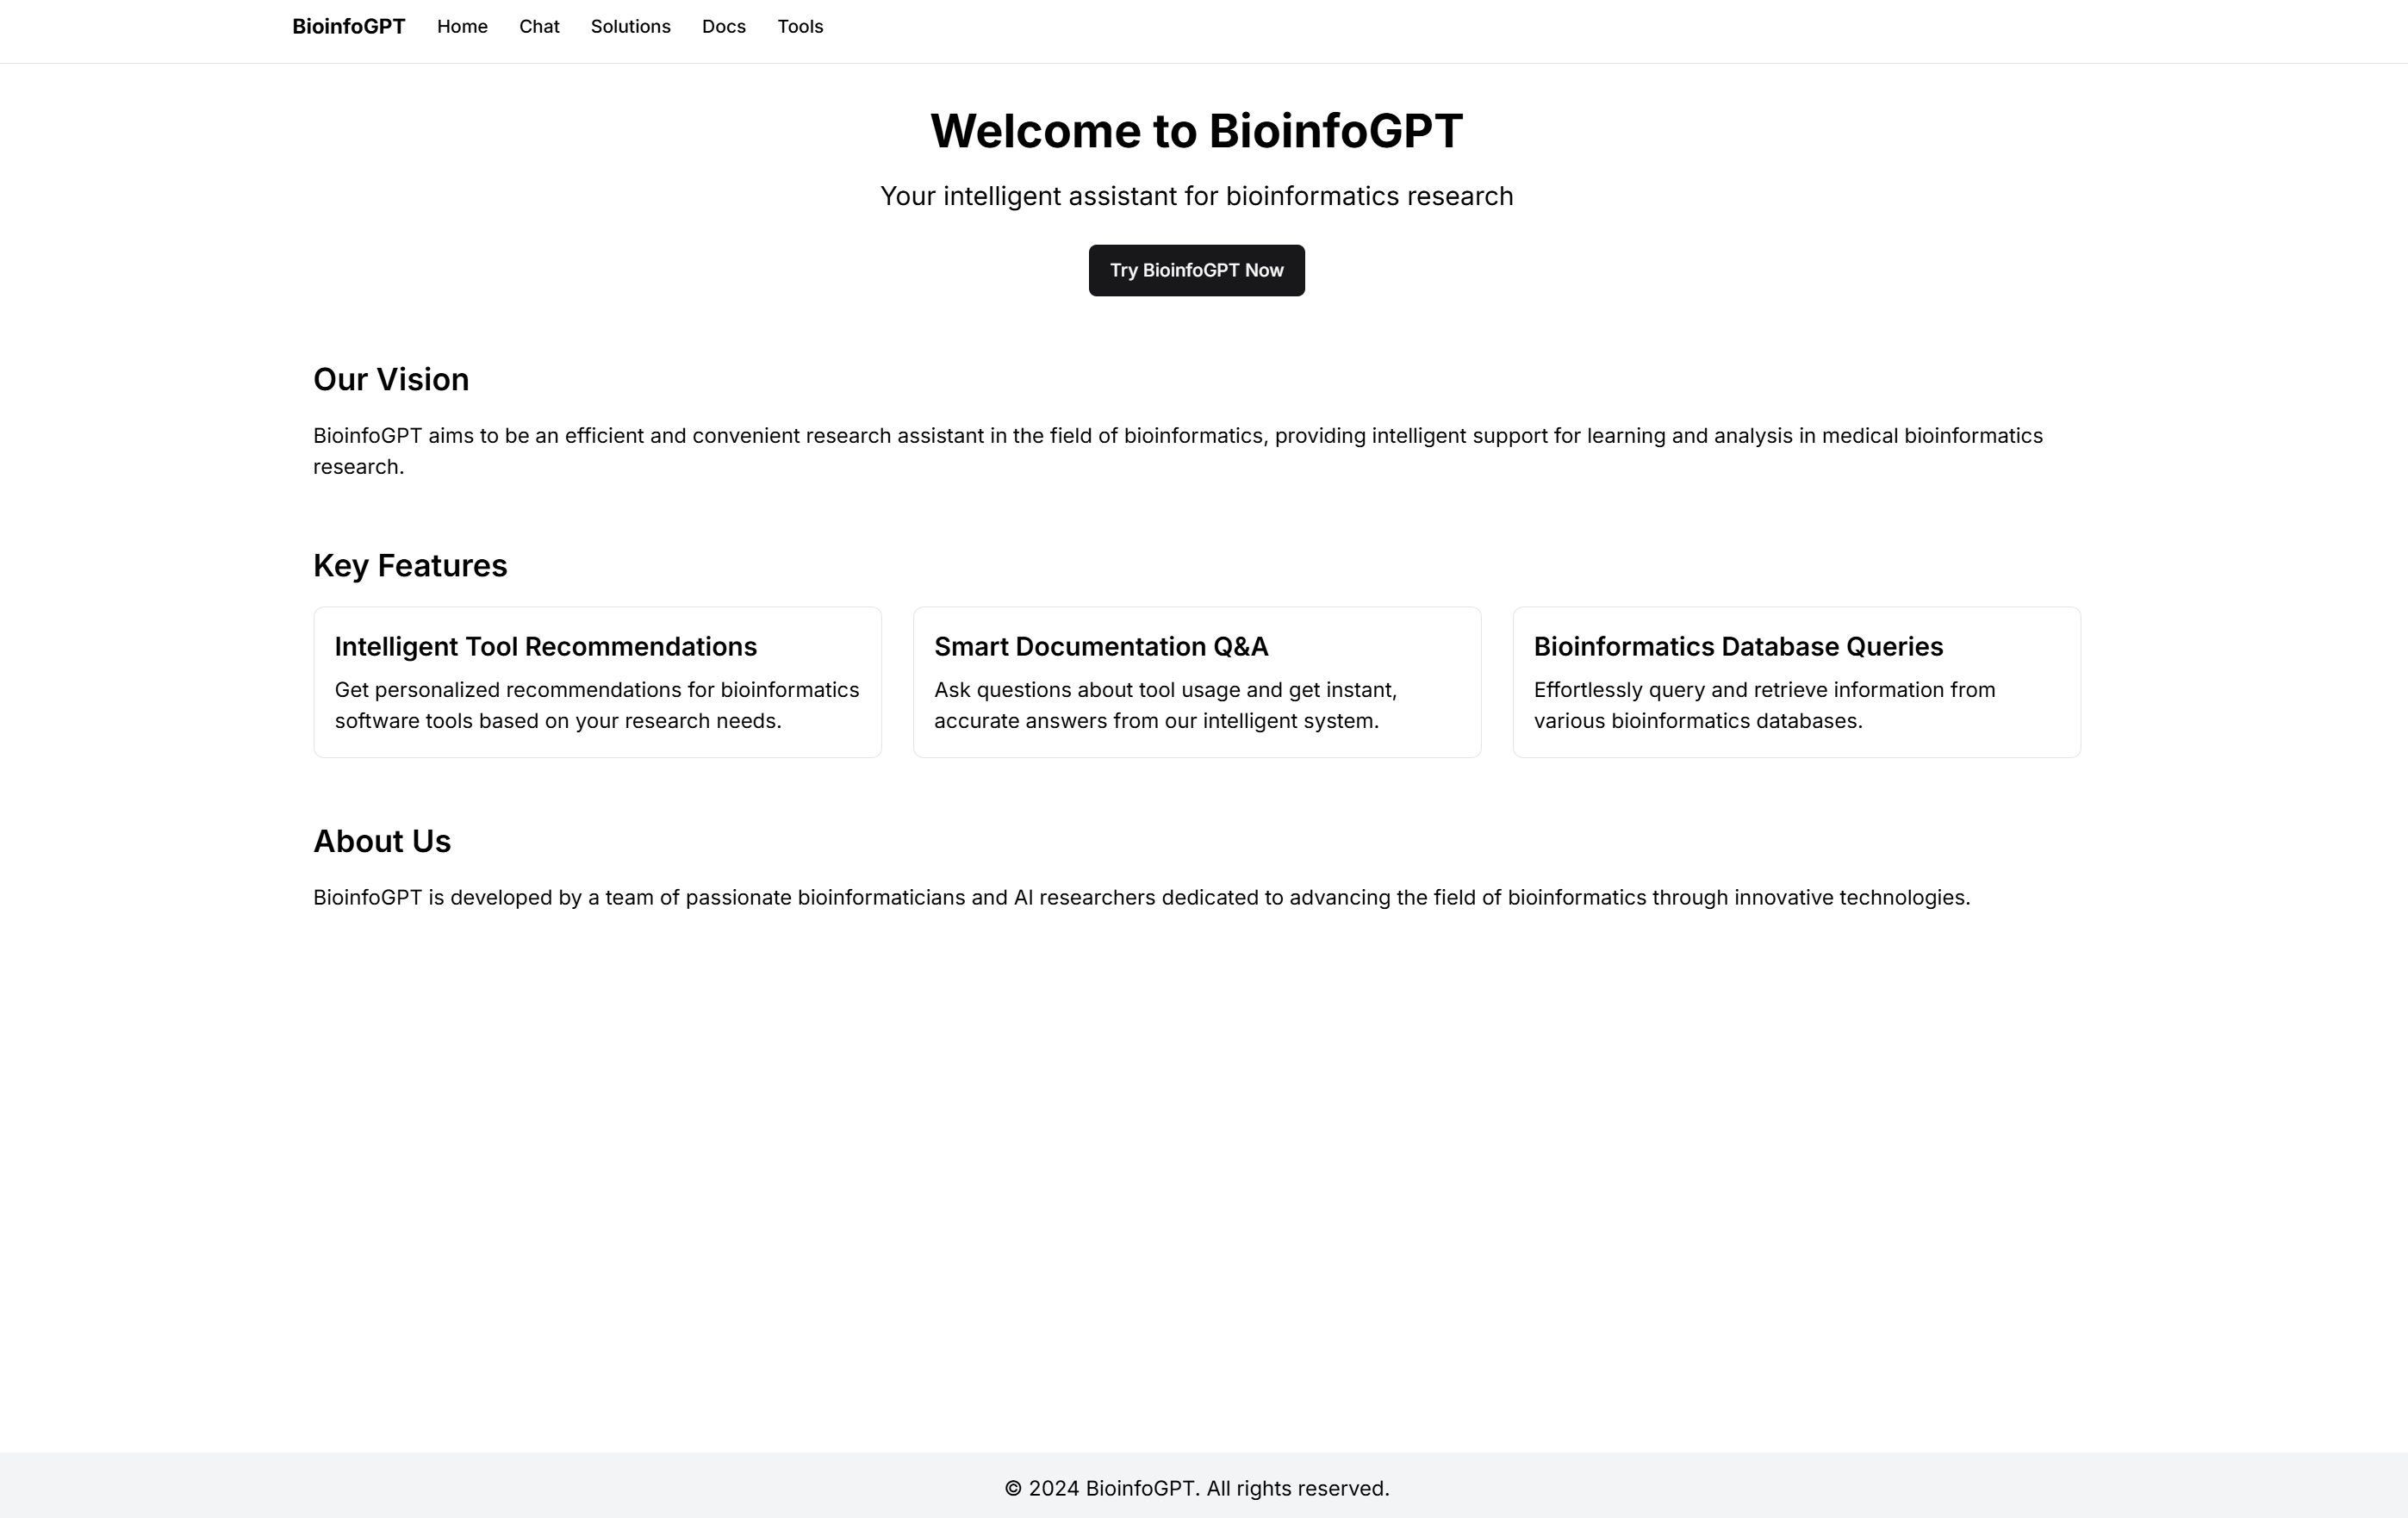 BioinfoGPT Home Chat Solutions Docs Tools
Welcome to BioinfoGPT
Your intelligent assistant for bioinformatics research
Try BioinfoGPT Now
Our Vision
BioinfoGPT aims to be an efficient and convenient research assistant in the field of bioinformatics, providing intelligent support for learning and analysis in medical bioinformatics
research.
Key Features
Intelligent Tool Recommendations
Get personalized recommendations for bioinformatics
software tools based on your research needs.
Smart Documentation Q&A
Ask questions about tool usage and get instant,
accurate answers from our intelligent system.
Bioinformatics Database Queries
Effortlessly query and retrieve information from
various bioinformatics databases.
About Us
BioinfoGPT is developed by a team of passionate bioinformaticians and AI researchers dedicated to advancing the field of bioinformatics through innovative technologies.
© 2024 BioinfoGPT. All rights reserved.